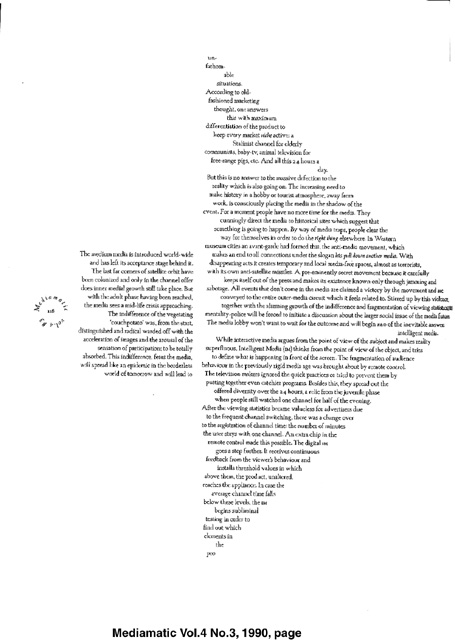 The medium media is introduced world-wide
and has left its acceptance stage behind it.
The last far corners of satellite orbit have
been colonized and only in the channel offer
does inner medial growth still take place. But
with the adult phase having been reached,
the media sees a mid-life crisis approaching.
The indifference of the vegetating
'couchpotato' was, from the start,
distinguished and radical warded off with the
acceleration of images and the arousal of the
sensation of participation: to be totally
absorbed. This indifference, from the media,
will spread like an epidemic in the borderless
world of tomorrow and will lead to
Mediamatic
118
un-
fathom-
able
situations.
According to old-
fashioned marketing
thought, one answers
this with maximum
differentiation of the product to
keep every market niche active: a
Stalinist channel for elderly
communists, baby-tv, animal television for
free-range pigs, etc. And all this 24 hours a
day.
But this is no answer to the massive defection to the
reality which is also going on. The increasing need to
make history in a hobby or tourist atmosphere, away from
work, is consciously placing the media in the shadow of the
event. For a moment people have no more time for the media. They
cunningly direct the media to historical sites which suggest that
something is going to happen. By way of media traps, people clear the
way for themselves in order to do the right thing elsewhere. In Western
museum cities an avant-garde had formed that, the anti-media movement, which
makes an end to all connections under the slogan lets pull down another media. With
disappearing acts it creates temporary and local media-free spaces, almost at istorists,
with its own anti-satellite missiles. A pre-eminently secret movement because it carefully
keeps itself out of the press and makes its existence known only through jamming and
sabotage. All events that don't come in the media are claimed a victory by the movement and are
conveyed to the entire outer-media circuit which it feels related to. Stirred up by this violence
together with the alarming growth of the indifference and fragmentation of viewing
mentality-police will be forced to initiate a discussion about the larger social issue of the media future.
The media lobby won't want to wait for the outcome and will begin use of the inevitable answer:
intelligent media.
While interactive media argues from the point of view of the subject and makes reality
superfluous, Intelligent Media (IM) thinks from the point of view of the object, and tries
to define what is happening in front of the screen. The fragmentation of audience
behaviour in the previously rigid media age was brought about by remote control.
The television makers ignored the quick practices or tried to prevent them by
putting together even catchier programs. Besides this, they spread out the
offered diversity over the 24 hours, a relic from the juvenile phase
when people still watched one channel for half of the evening.
After the viewing statistics became valueless for advertisers due
to the frequent channel switching, there was a change over
to the registration of channel time: the number of minutes
the user stays with one channel. An extra chip in the
remote control made this possible. The digital IM
goes a step further. It receives continuous
feedback from the viewer's behaviour and
installs threshold values in which
above them, the product, unaltered
reaches the appliance. In case the
average channel time falls
below these levels, the IM
begins subliminal
testing in order to
find out which
elements in
the
pro
Mediamatic Vol.4 No.3, 1990, page